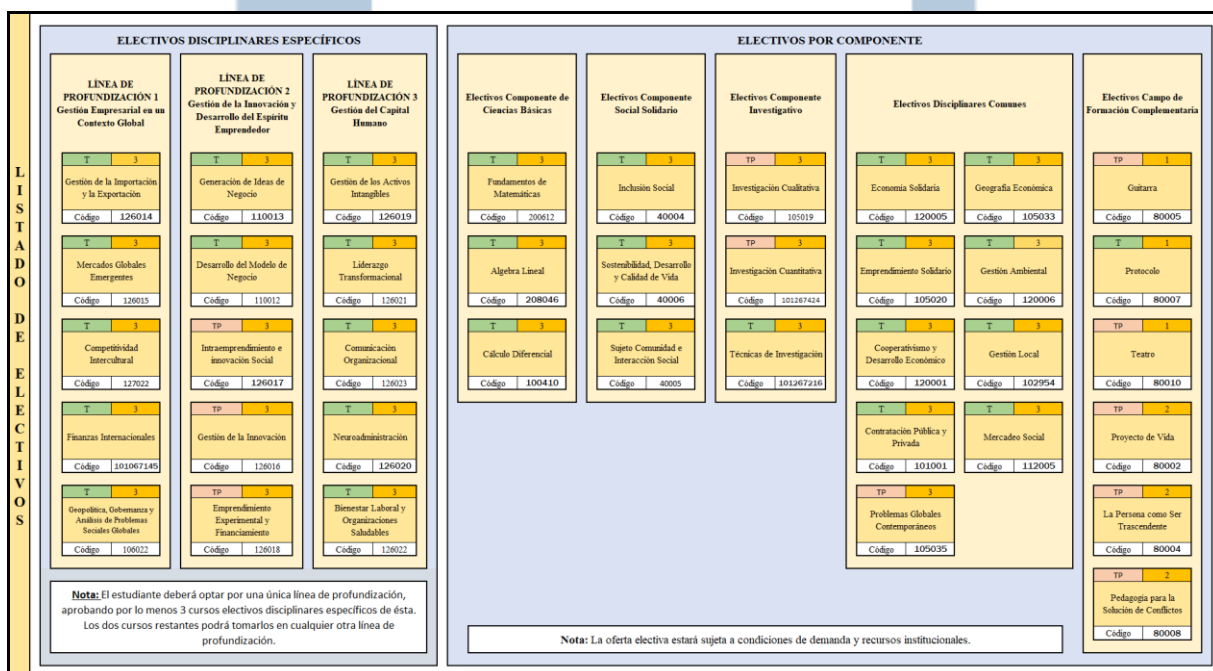 LISTADO DE ELECTIVOS
ELECTIVOS DISCIPLINARES ESPECÍFICOS
LÍNEA DE
PROFUNDIZACIÓN 1
Gestión Empresarial en un
Contexto Global
T 3
Gestión de la Importación
y la Exportación
Código 126014
T 3
Mercados Globales
Emergentes
Código 126015
T 3
Competitividad
Intercultural
Código 127022
T 3
Finanzas Internacionales
Código 101067145
T 3
Geopolítica, Gobernanza y
Análisis de Problemas
Sociales Globales
Código 106022
LÍNEA DE
PROFUNDIZACIÓN 2
Gestión de la Innovación y
Desarrollo del Espíritu
Emprendedor
T 3
Generación de Ideas de
Negocio
Código 110013
T 3
Desarrollo del Modelo de
Negocio
Código 110012
TP 3
Intraemprendimiento e
innovación Social
Código 126017
TP 3
Gestión de la Innovación
Código 126016
TP 3
Emprendimiento
Experimental y
Financiamiento
Código 126018
LÍNEA DE
PROFUNDIZACIÓN 3
Gestión del Capital
Humano
T 3
Gestión de los Activos
Intangibles
Código 126019
T 3
Liderazgo
Transformacional
Código 126021
T 3
Comunicación
Organizacional
Código 126023
T 3
Neuroadministración
Código 126020
T 3
Bienestar Laboral y
Organizaciones
Saludables
Código 126022
Nota: El estudiante deberá optar por una única línea de profundización,
aprobando por lo menos 3 cursos electivos disciplinares específicos de ésta.
Los dos cursos restantes podrá tomarlos en cualquier otra línea de
profundización.
ELECTIVOS POR COMPONENTE
Electivos Componente de
Ciencias Básicas
T 3
Fundamentos de
Matemáticas
Código 200612
T 3
Algebra Lineal
Código 208046
T 3
Cálculo Diferencial
Código 100410
Electivos Componente
Social Solidario
T 3
Inclusión Social
Código 40004
T 3
Sostenibilidad, Desarrollo
y Calidad de Vida
Código 40006
T 3
Sujeto Comunidad e
Interacción Social
Código 40005
Electivos Componente
Investigativo
TP 3
Investigación Cualitativa
Código 105019
TP 3
Investigación Cuantitativa
Código 101267424
T 3
Técnicas de Investigación
Código 101267216
Electivos Disciplinares Comunes
T 3
Economía Solidaria
Código 120005
T 3
Emprendimiento Solidario
Código 105020
T 3
Cooperativismo y
Desarrollo Económico
Código 120001
T 3
Contratación Pública y
Privada
Código 101001
TP 3
Problemas Globales
Contemporáneos
Código 105035
T 3
Geografía Económica
Código 105033
T 3
Gestión Ambiental
Código 120006
T 3
Gestión Local
Código 102954
T 3
Mercadeo Social
Código 112005
Electivos Campo de
Formación Complementaria
TP 1
Guitarra
Código 80005
T 1
Protocolo
Código 80007
TP 1
Teatro
Código 80010
TP 2
Proyecto de Vida
Código 80002
TP 2
La Persona como Ser
Trascendente
Código 80004
TP 2
Pedagogía para la
Solución de Conflictos
Código 80008
Nota: La oferta electiva estará sujeta a condiciones de demanda y recursos institucionales.